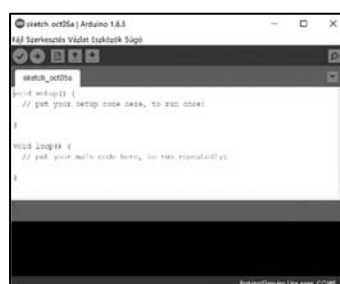 sketch_oct05a | Arduino 1.8.5
Fájl Szerkesztés Vázlat Eszközök Súgó
sketch_oct05a
void setup() {
// put your setup code here, to run once:
}
void loop() {
// put your main code here, to run repeatedly:
}